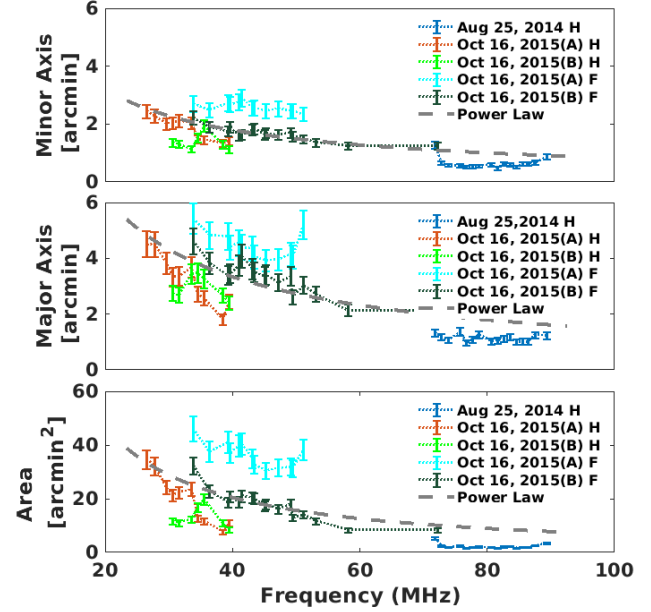 6
4
2
0
Minor Axis
[arcmin]
Aug 25, 2014 H
Oct 16, 2015(A) H
Oct 16, 2015(B) H
Oct 16, 2015(A) F
Oct 16, 2015(B) F
Power Law
6
4
2
0
Major Axis
[arcmin]
Aug 25,2014 H
Oct 16, 2015(A) H
Oct 16, 2015(B) H
Oct 16, 2015(A) F
Oct 16, 2015(B) F
Power Law
60
40
20
0
Area
[arcmin²]
Aug 25, 2014 H
Oct 16, 2015(A) H
Oct 16, 2015(B) H
Oct 16, 2015(A) F
Oct 16, 2015(B) F
Power Law
20 40 60 80 100
Frequency (MHz)